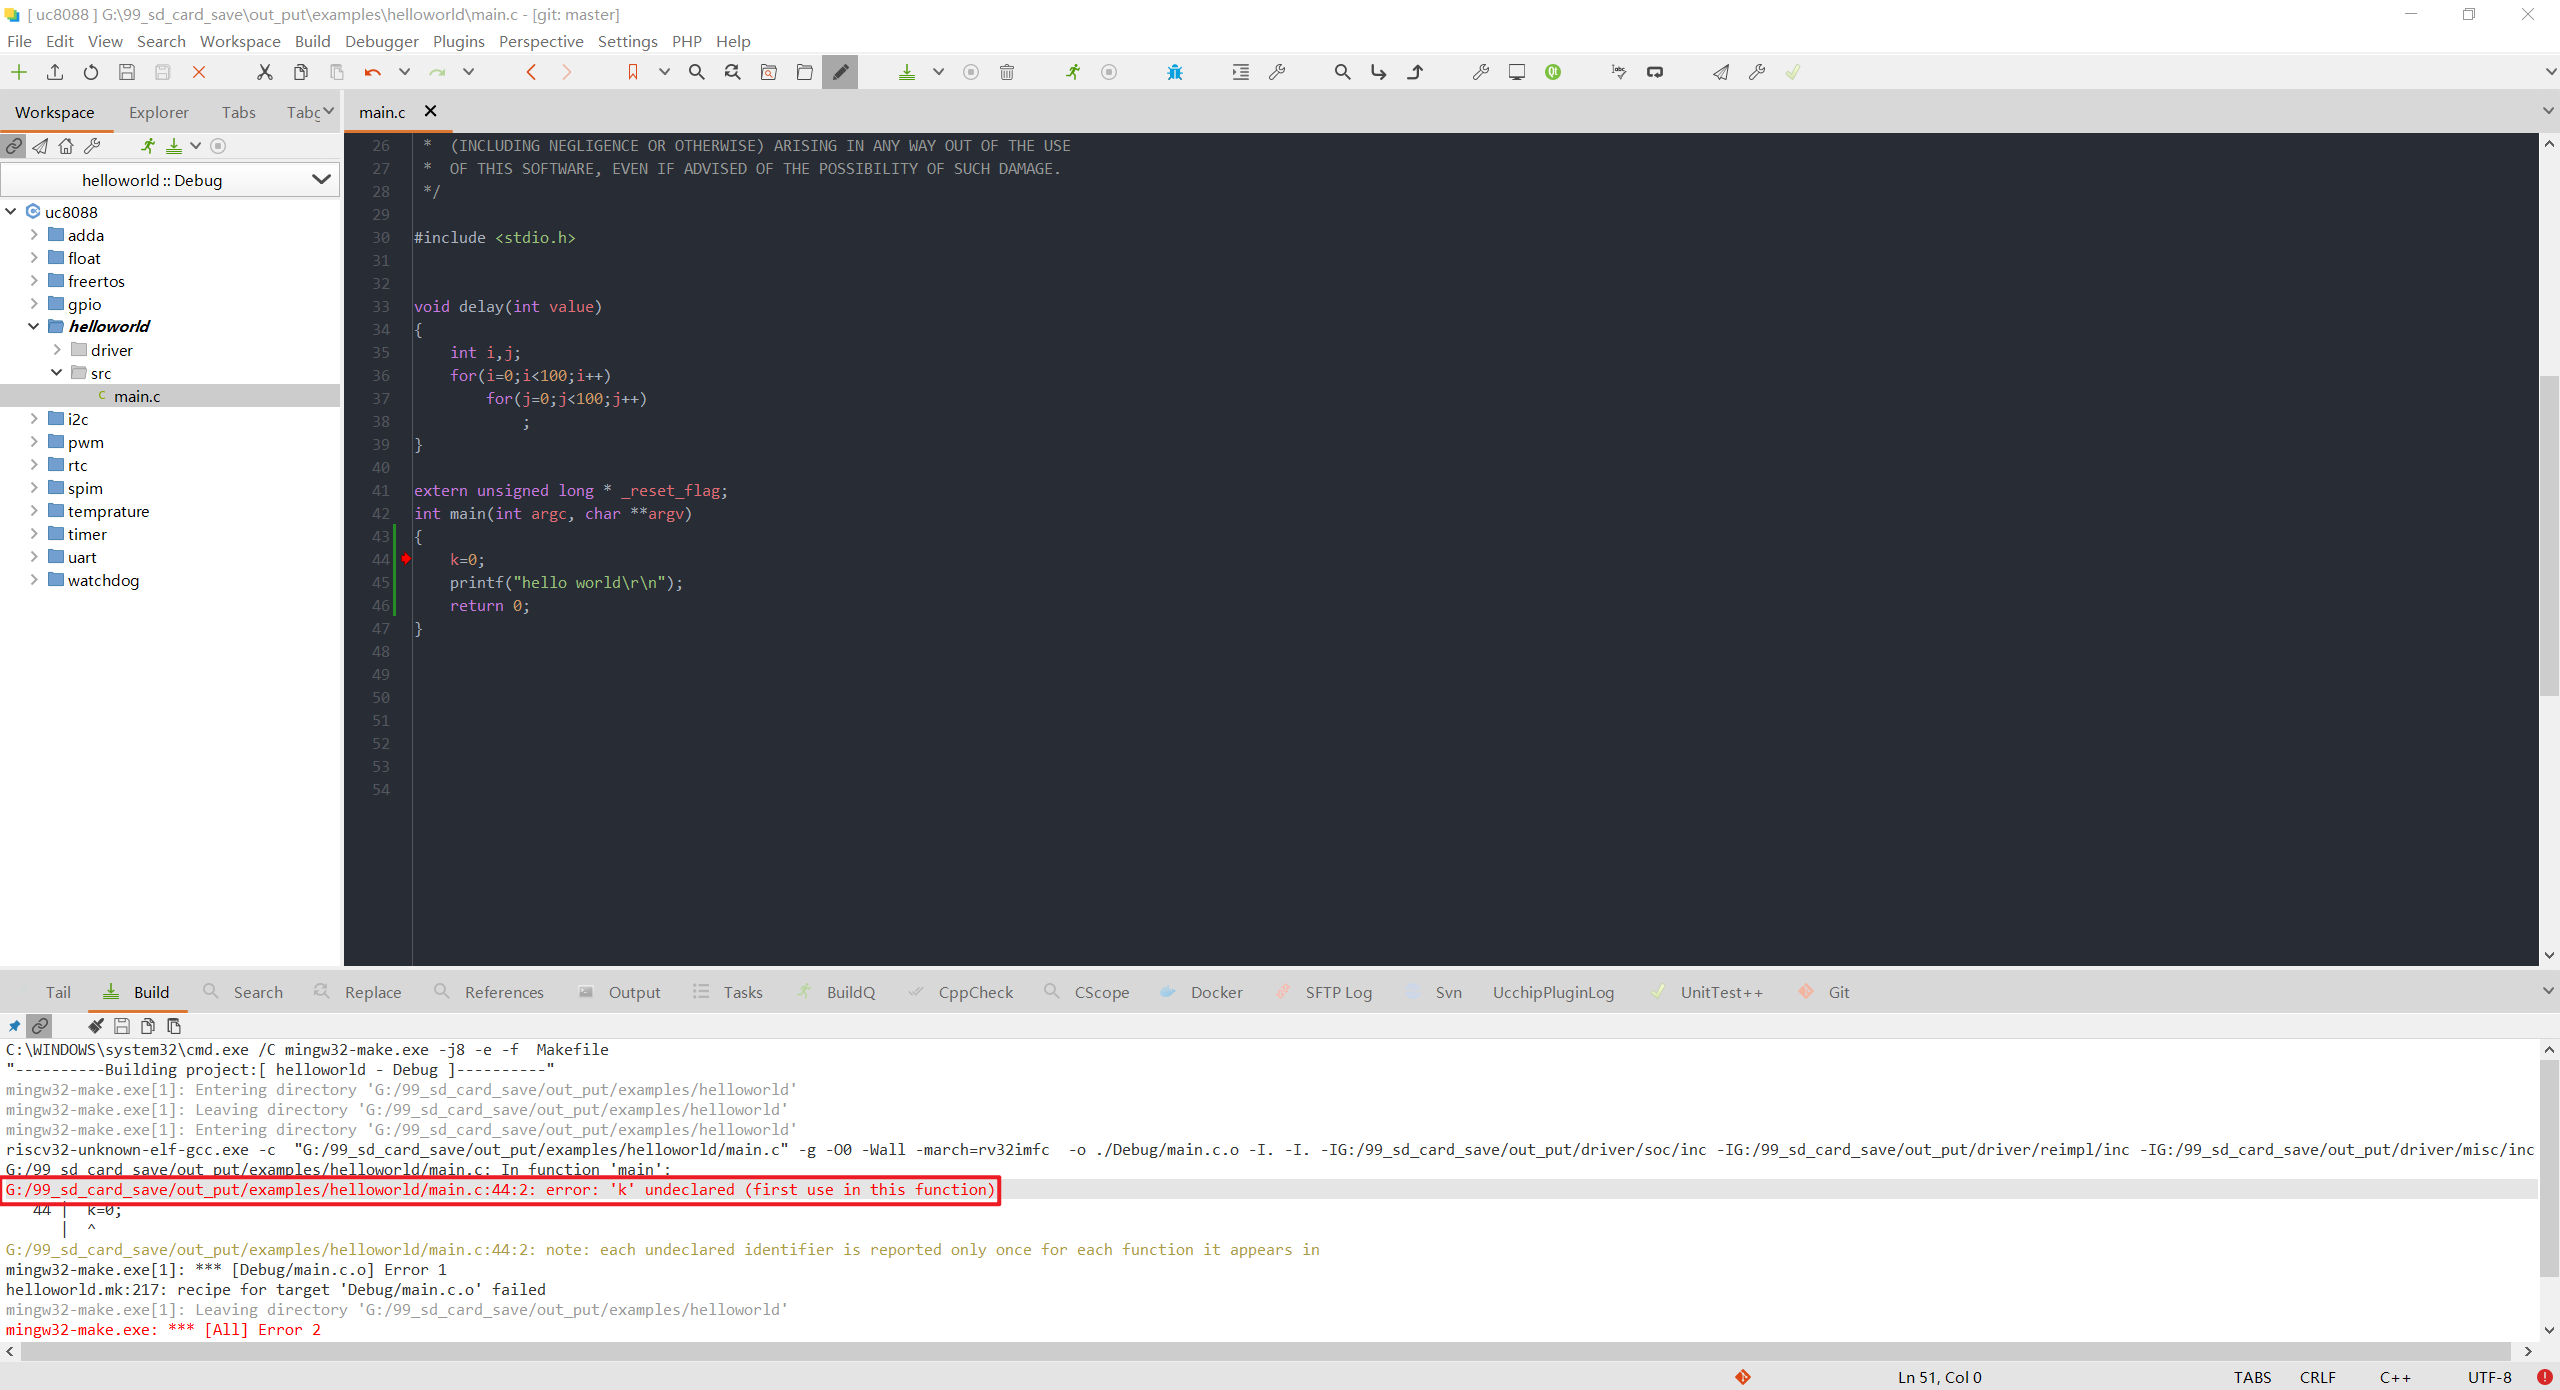 [ uc8088 ] G:\99_sd_card_save\out_put\examples\helloworld\main.c - [git: master]
File Edit View Search Workspace Build Debugger Plugins Perspective Settings PHP Help
Workspace Explorer Tabs Tabg
main.c
helloworld :: Debug
uc8088
adda
float
freertos
gpio
helloworld
driver
src
main.c
i2c
pwm
rtc
spim
temprature
timer
uart
watchdog
26 * (INCLUDING NEGLIGENCE OR OTHERWISE) ARISING IN ANY WAY OUT OF THE USE
27 * OF THIS SOFTWARE, EVEN IF ADVISED OF THE POSSIBILITY OF SUCH DAMAGE.
28 */
29
30 #include <stdio.h>
31
32
33 void delay(int value)
34 {
35 int i,j;
36 for(i=0;i<100;i++)
37 for(j=0;j<100;j++)
38 ;
39 }
40
41 extern unsigned long * _reset_flag;
42 int main(int argc, char **argv)
43 {
44 k=0;
45 printf("hello world\r\n");
46 return 0;
47 }
48
49
50
51
52
53
54
Tail Build Search Replace References Output Tasks BuildQ CppCheck CScope Docker SFTP Log Svn UcchipPluginLog UnitTest++ Git
C:\WINDOWS\system32\cmd.exe /C mingw32-make.exe -j8 -e -f Makefile
"----------Building project:[ helloworld - Debug ]----------"
mingw32-make.exe[1]: Entering directory 'G:/99_sd_card_save/out_put/examples/helloworld'
mingw32-make.exe[1]: Leaving directory 'G:/99_sd_card_save/out_put/examples/helloworld'
mingw32-make.exe[1]: Entering directory 'G:/99_sd_card_save/out_put/examples/helloworld'
riscv32-unknown-elf-gcc.exe -c "G:/99_sd_card_save/out_put/examples/helloworld/main.c" -g -O0 -Wall -march=rv32imfc -o ./Debug/main.c.o -I. -I. -IG:/99_sd_card_save/out_put/driver/soc/inc -IG:/99_sd_card_save/out_put/driver/reimpl/inc -IG:/99_sd_card_save/out_put/driver/misc/inc
G:/99_sd_card_save/out_put/examples/helloworld/main.c: In function 'main':
G:/99_sd_card_save/out_put/examples/helloworld/main.c:44:2: error: 'k' undeclared (first use in this function)
44 | k=0;
| ^
G:/99_sd_card_save/out_put/examples/helloworld/main.c:44:2: note: each undeclared identifier is reported only once for each function it appears in
mingw32-make.exe[1]: *** [Debug/main.c.o] Error 1
helloworld.mk:217: recipe for target 'Debug/main.c.o' failed
mingw32-make.exe[1]: Leaving directory 'G:/99_sd_card_save/out_put/examples/helloworld'
mingw32-make.exe: *** [All] Error 2
Ln 51, Col 0 TABS CRLF C++ UTF-8